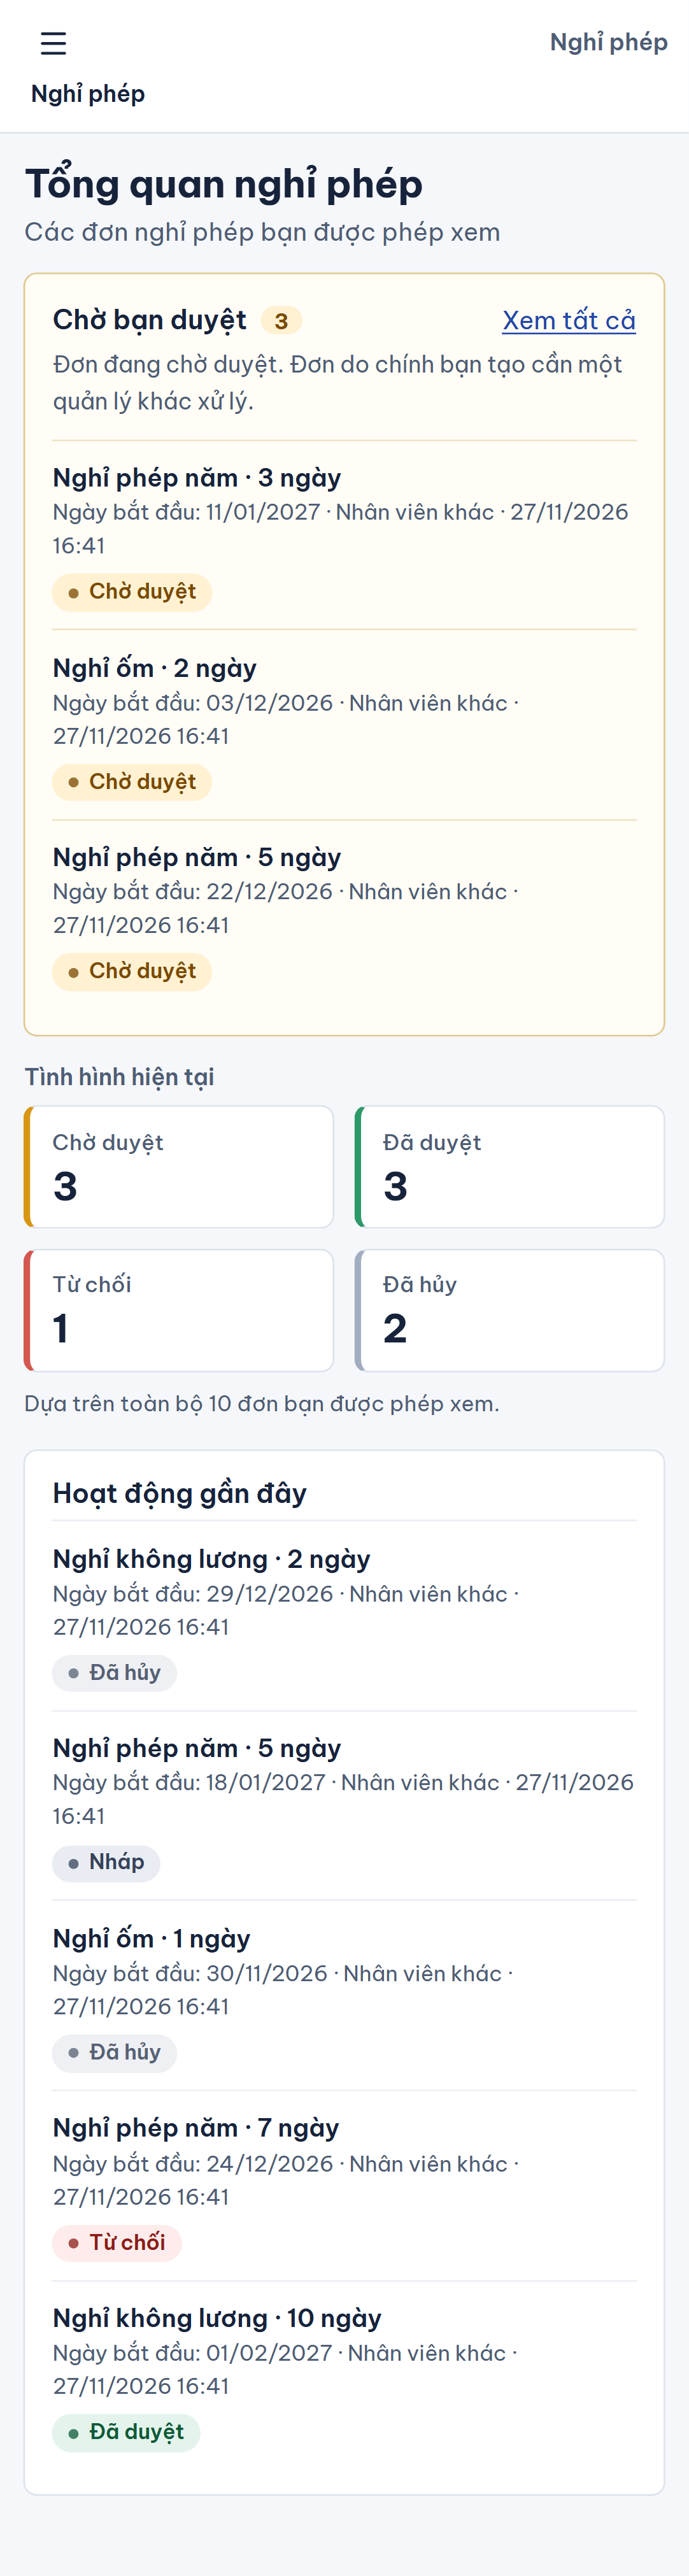 Nghỉ phép
Nghỉ phép
Tổng quan nghỉ phép
Các đơn nghỉ phép bạn được phép xem
Chờ bạn duyệt 3 Xem tất cả
Đơn đang chờ duyệt. Đơn do chính bạn tạo cần một
quản lý khác xử lý.
Nghỉ phép năm · 3 ngày
Ngày bắt đầu: 11/01/2027 · Nhân viên khác · 27/11/2026
16:41
Chờ duyệt
Nghỉ ốm · 2 ngày
Ngày bắt đầu: 03/12/2026 · Nhân viên khác ·
27/11/2026 16:41
Chờ duyệt
Nghỉ phép năm · 5 ngày
Ngày bắt đầu: 22/12/2026 · Nhân viên khác ·
27/11/2026 16:41
Chờ duyệt
Tình hình hiện tại
Chờ duyệt
3
Đã duyệt
3
Từ chối
1
Đã hủy
2
Dựa trên toàn bộ 10 đơn bạn được phép xem.
Hoạt động gần đây
Nghỉ không lương · 2 ngày
Ngày bắt đầu: 29/12/2026 · Nhân viên khác ·
27/11/2026 16:41
Đã hủy
Nghỉ phép năm · 5 ngày
Ngày bắt đầu: 18/01/2027 · Nhân viên khác · 27/11/2026
16:41
Nháp
Nghỉ ốm · 1 ngày
Ngày bắt đầu: 30/11/2026 · Nhân viên khác ·
27/11/2026 16:41
Đã hủy
Nghỉ phép năm · 7 ngày
Ngày bắt đầu: 24/12/2026 · Nhân viên khác ·
27/11/2026 16:41
Từ chối
Nghỉ không lương · 10 ngày
Ngày bắt đầu: 01/02/2027 · Nhân viên khác ·
27/11/2026 16:41
Đã duyệt